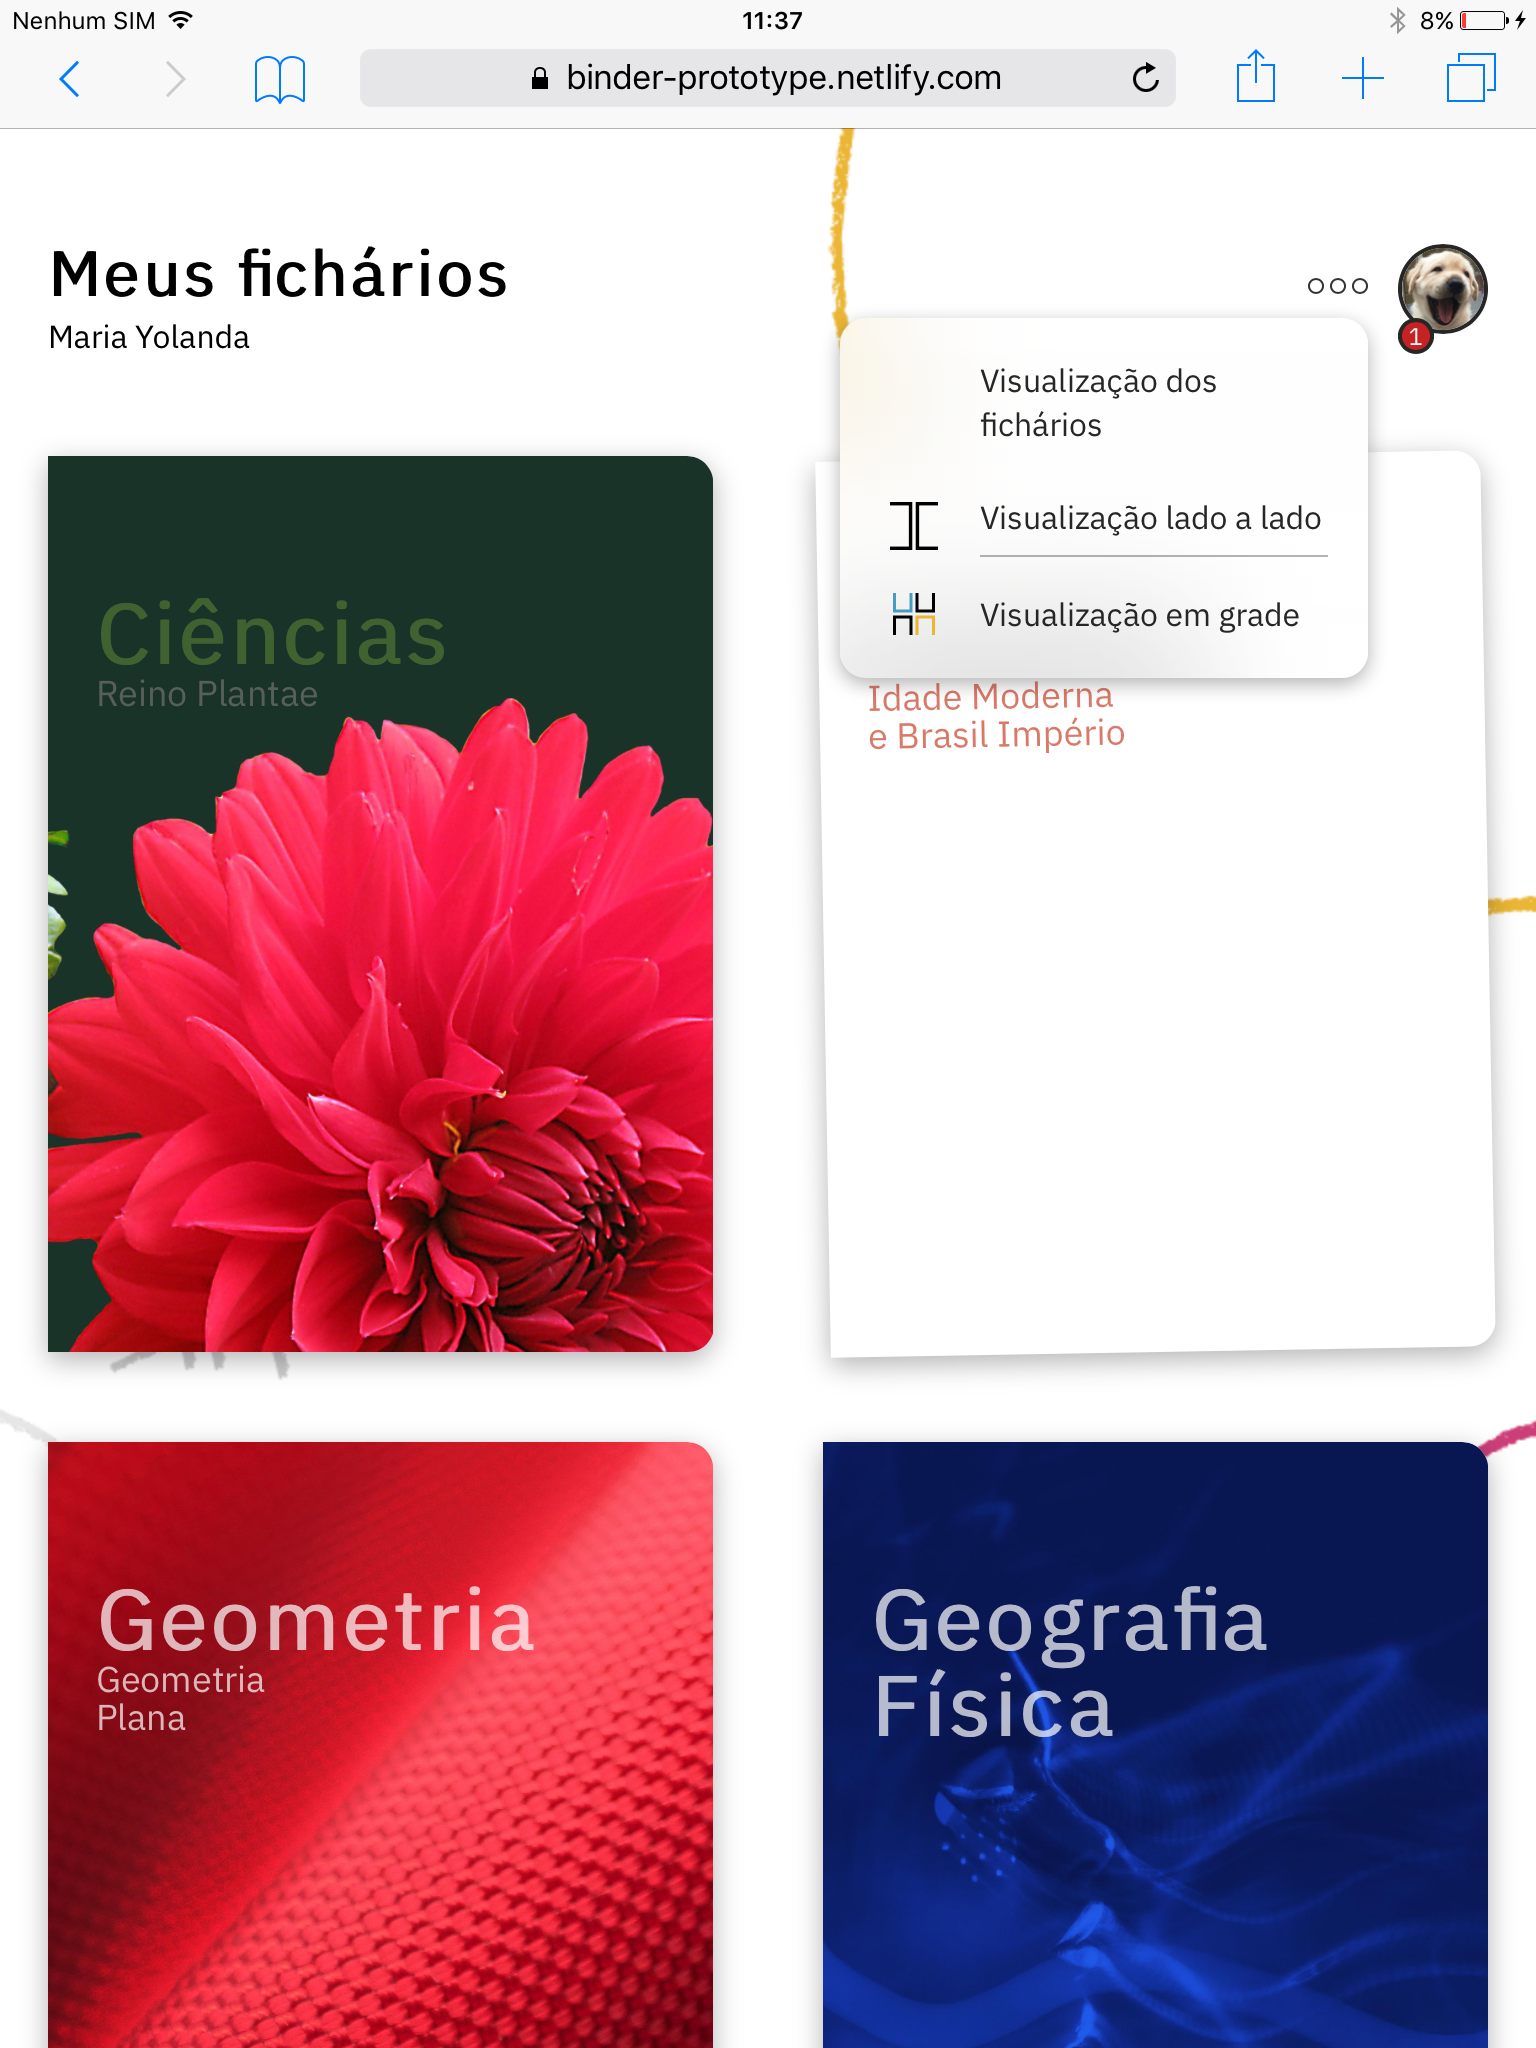 Nenhum SIM
11:37
8%
binder-prototype.netlify.com
Meus fichários
Maria Yolanda
1
Visualização dos
fichários
Visualização lado a lado
Visualização em grade
Ciências
Reino Plantae
Idade Moderna
e Brasil Império
Geometria
Geometria
Plana
Geografia
Física